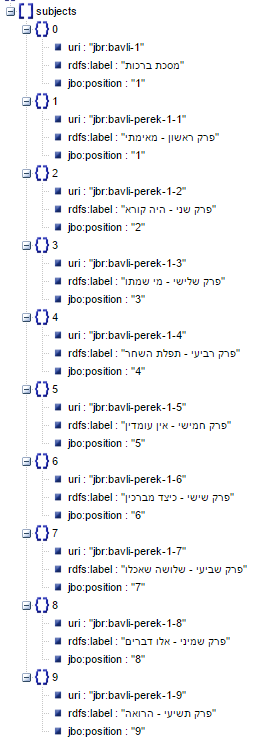 subjects
0
uri : "jbr:bavli-1"
rdfs:label : "מסכת ברכות"
jbo:position : "1"
1
uri : "jbr:bavli-perek-1-1"
rdfs:label : "פרק ראשון - מאימתי"
jbo:position : "1"
2
uri : "jbr:bavli-perek-1-2"
rdfs:label : "פרק שני - היה קורא"
jbo:position : "2"
3
uri : "jbr:bavli-perek-1-3"
rdfs:label : "פרק שלישי - מי שמתו"
jbo:position : "3"
4
uri : "jbr:bavli-perek-1-4"
rdfs:label : "פרק רביעי - תפלת השחר"
jbo:position : "4"
5
uri : "jbr:bavli-perek-1-5"
rdfs:label : "פרק חמישי - אין עומדין"
jbo:position : "5"
6
uri : "jbr:bavli-perek-1-6"
rdfs:label : "פרק שישי - כיצד מברכין"
jbo:position : "6"
7
uri : "jbr:bavli-perek-1-7"
rdfs:label : "פרק שביעי - שלושה שאכלו"
jbo:position : "7"
8
uri : "jbr:bavli-perek-1-8"
rdfs:label : "פרק שמיני - אלו דברים"
jbo:position : "8"
9
uri : "jbr:bavli-perek-1-9"
rdfs:label : "פרק תשיעי - הרואה"
jbo:position : "9"